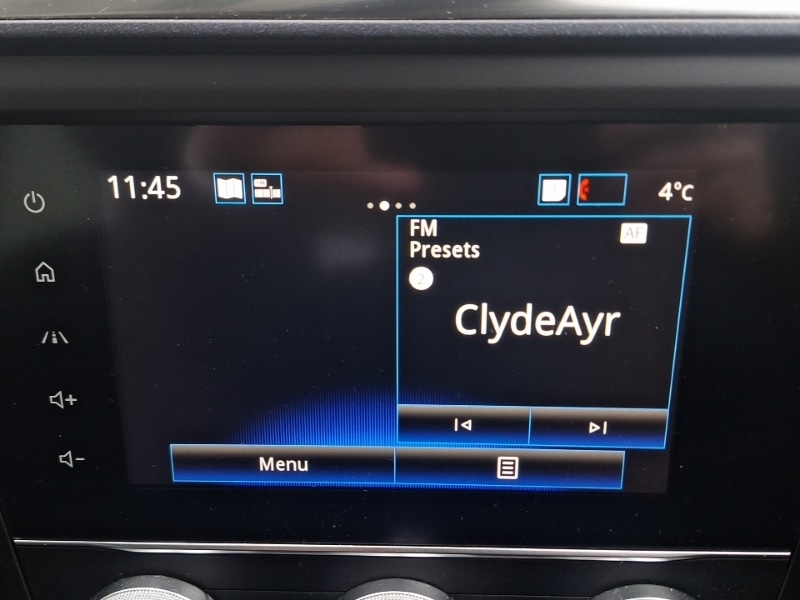 11:45
4°C
FM
AF
Presets
2
ClydeAyr
Menu